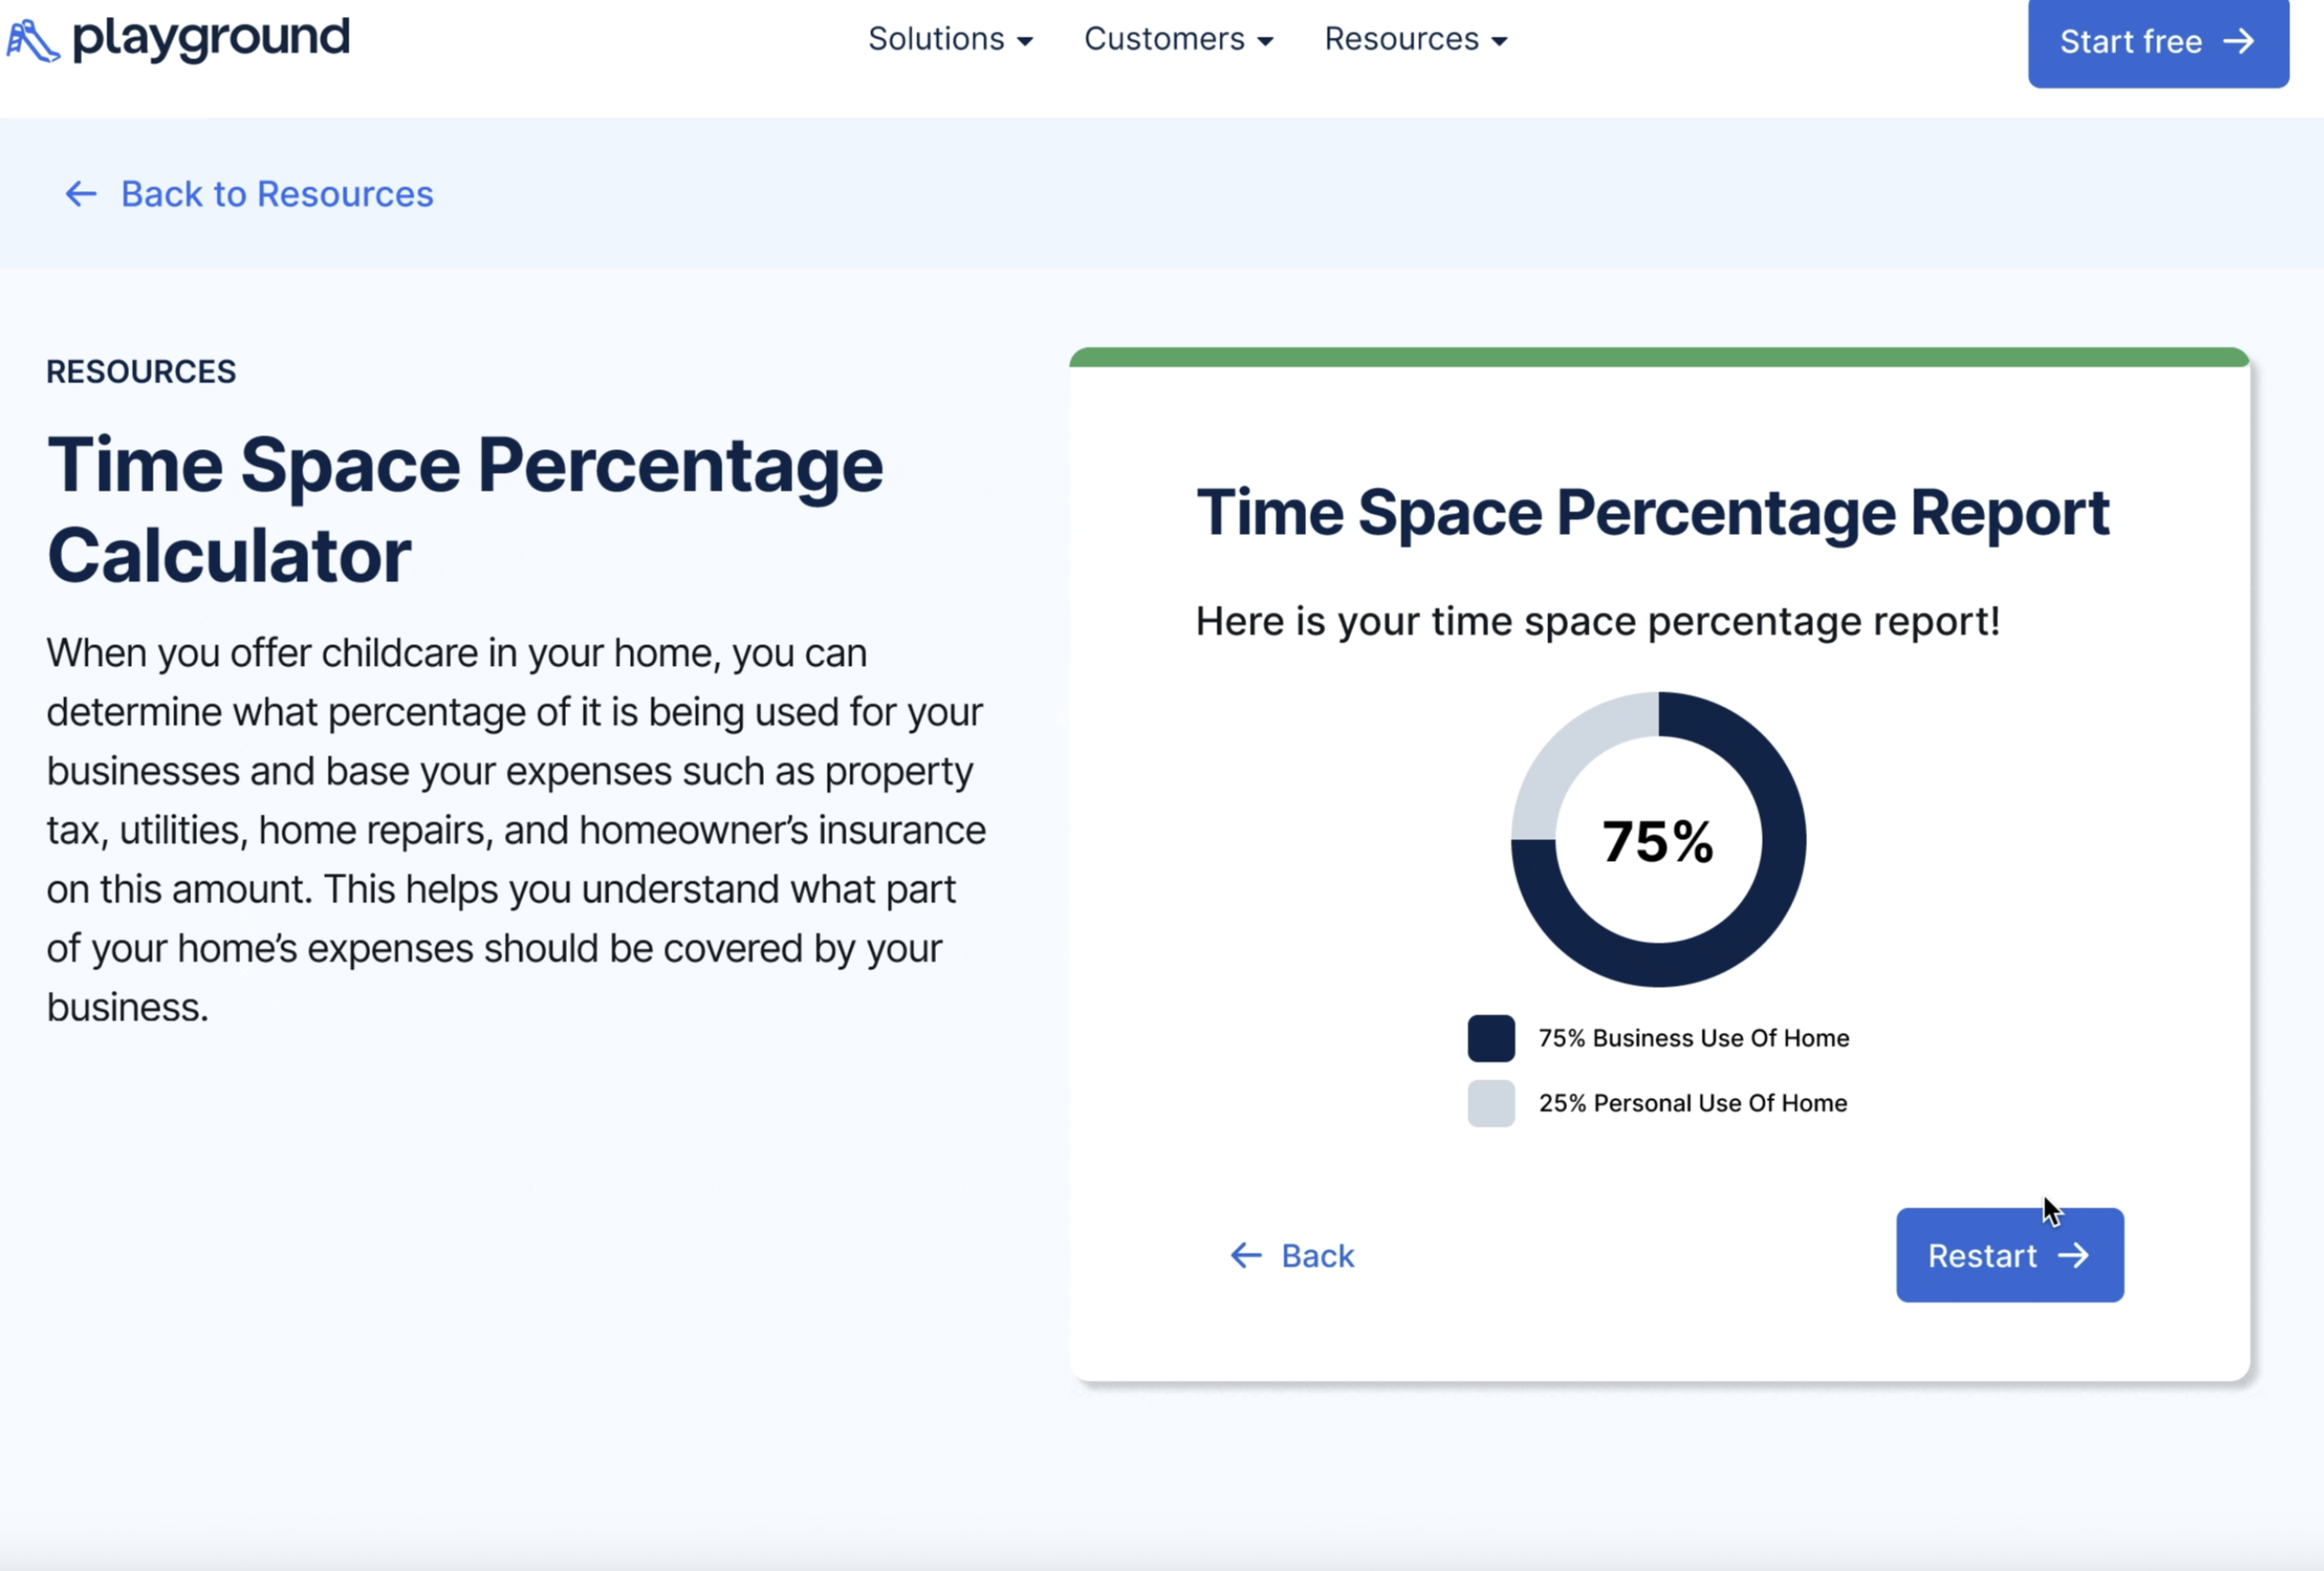 playground
Solutions
Customers
Resources
Start free
Back to Resources
RESOURCES
Time Space Percentage
Calculator
When you offer childcare in your home, you can
determine what percentage of it is being used for your
businesses and base your expenses such as property
tax, utilities, home repairs, and homeowner’s insurance
on this amount. This helps you understand what part
of your home’s expenses should be covered by your
business.
Time Space Percentage Report
Here is your time space percentage report!
75%
75% Business Use Of Home
25% Personal Use Of Home
Back
Restart